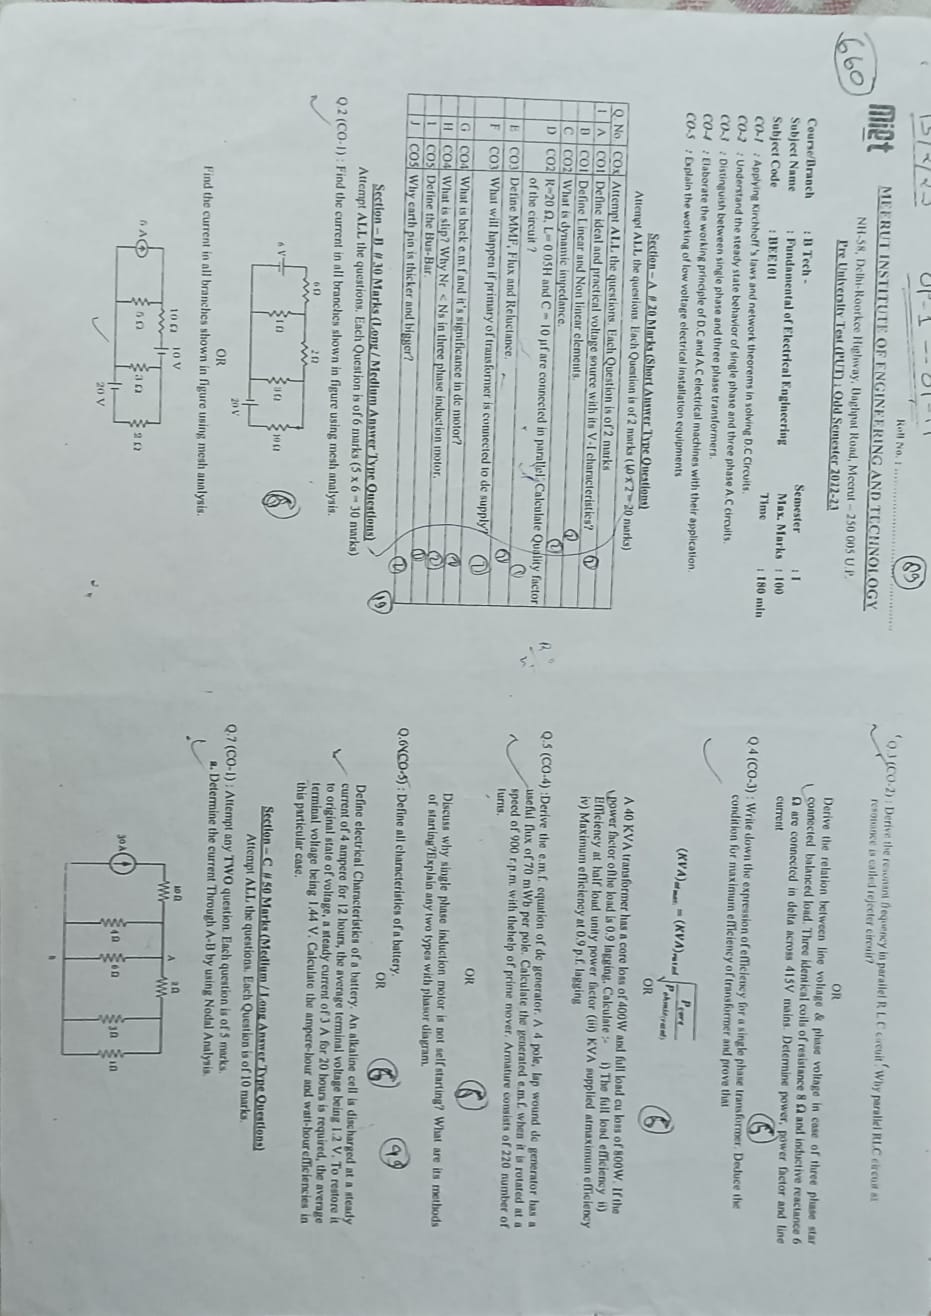 Roll No. : ....................
89
660
miet
MEERUT INSTITUTE OF ENGINEERING AND TECHNOLOGY
NH-58, Delhi-Roorkee Highway, Baghpat Road, Meerut – 250 005 U.P.
Pre University Test (PUT) : Odd Semester 2022-23
Course/Branch : B Tech - Semester : I
Subject Name : Fundamental of Electrical Engineering Max. Marks : 100
Subject Code : BEE101 Time : 180 min
CO-1 : Applying Kirchhoff's laws and network theorems in solving D.C Circuits.
CO-2 : Understand the steady state behavior of single phase and three phase A.C circuits.
CO-3 : Distinguish between single phase and three phase transformers.
CO-4 : Elaborate the working principle of D.C and A.C electrical machines with their application.
CO-5 : Explain the working of low voltage electrical installation equipments
Section – A # 20 Marks (Short Answer Type Questions)
Attempt ALL the questions. Each Question is of 2 marks (10 x 2 = 20 marks)
Q. No. COx Attempt ALL the questions. Each Question is of 2 marks
1 A CO1 Define ideal and practical voltage source with its V-I characteristics?
B CO1 Define Linear and Non linear elements.
C CO2 What is dynamic impedance.
D CO2 R=20 Ω, L= 0.05H and C = 10 μf are connected in parallel. Calculate Quality factor
of the circuit ?
E CO3 Define MMF, Flux and Reluctance.
F CO3 What will happen if primary of transformer is connected to dc supply?
G CO4 What is back e.m.f and it's significance in dc motor?
H CO4 What is slip? Why Nr < Ns in three phase induction motor.
I CO5 Define the Bus-Bar.
J CO5 Why earth pin is thicker and bigger?
19
Section – B # 30 Marks (Long / Medium Answer Type Questions)
Attempt ALL the questions. Each Question is of 6 marks (5 x 6 = 30 marks)
Q.2 (CO-1) : Find the current in all branches shown in figure using mesh analysis.
6 Ω 2 Ω
6 V 1 Ω 9 Ω 10 Ω
20 V
6
OR
Find the current in all branches shown in figure using mesh analysis.
10 Ω 10 V
6 A 5 Ω 3 Ω 2 Ω
20 V
Q.3 (CO-2) : Derive the resonant frequency in parallel R L C circuit? Why parallel RLC circuit at
resonance is called rejecter circuit?
OR
Derive the relation between line voltage & phase voltage in case of three phase star
connected balanced load. Three identical coils of resistance 8 Ω and inductive reactance 6
Ω are connected in delta across 415V mains. Determine power, power factor and line
current
6
Q.4 (CO-3) : Write down the expression of efficiency for a single phase transformer. Deduce the
condition for maximum efficiency of transformer and prove that
OR
6
A 40 KVA transformer has a core loss of 400W and full load cu loss of 800W. If the
power factor of the load is 0.9 lagging. Calculate :- i) The full load efficiency ii)
Efficiency at half load unity power factor (iii) KVA supplied at maximum efficiency
iv) Maximum efficiency at 0.9 p.f. lagging
Q.5 (CO-4) : Derive the e.m.f. equation of dc generator. A 4 pole, lap wound dc generator has a
useful flux of 70 mWb per pole. Calculate the generated e.m.f. when it is rotated at a
speed of 900 r.p.m. with the help of prime mover. Armature consists of 220 number of
turns.
OR
6
Discuss why single phase induction motor is not self starting? What are its methods
of starting? Explain any two types with phasor diagram.
Q.6 (CO-5) : Define all characteristics of a battery.
OR
6
Define electrical Characteristics of a battery. An alkaline cell is discharged at a steady
current of 4 ampere for 12 hours, the average terminal voltage being 1.2 V. To restore it
to original state of voltage, a steady current of 3 A for 20 hours is required, the average
terminal voltage being 1.44 V. Calculate the ampere-hour and watt-hour efficiencies in
this particular case.
Section – C # 50 Marks (Medium / Long Answer Type Questions)
Attempt ALL the questions. Each Question is of 10 marks.
Q.7 (CO-1) : Attempt any TWO question. Each question is of 5 marks.
a. Determine the current Through A-B by using Nodal Analysis.
10 Ω A 2 Ω
30 A 4 Ω 6 Ω 3 Ω 1 Ω
B